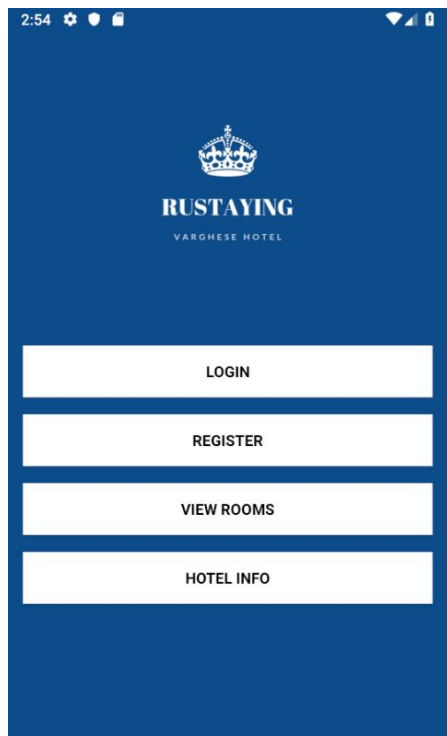 2:54
RUSTAYING
VARGHESE HOTEL
LOGIN
REGISTER
VIEW ROOMS
HOTEL INFO